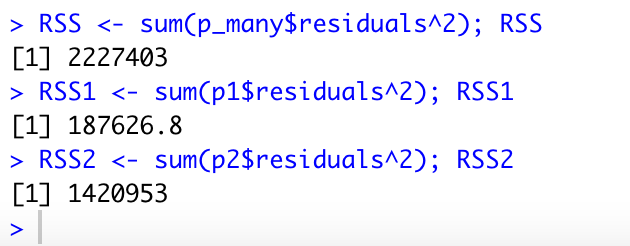 > RSS <- sum(p_many$residuals^2); RSS
[1] 2227403
> RSS1 <- sum(p1$residuals^2); RSS1
[1] 187626.8
> RSS2 <- sum(p2$residuals^2); RSS2
[1] 1420953
>